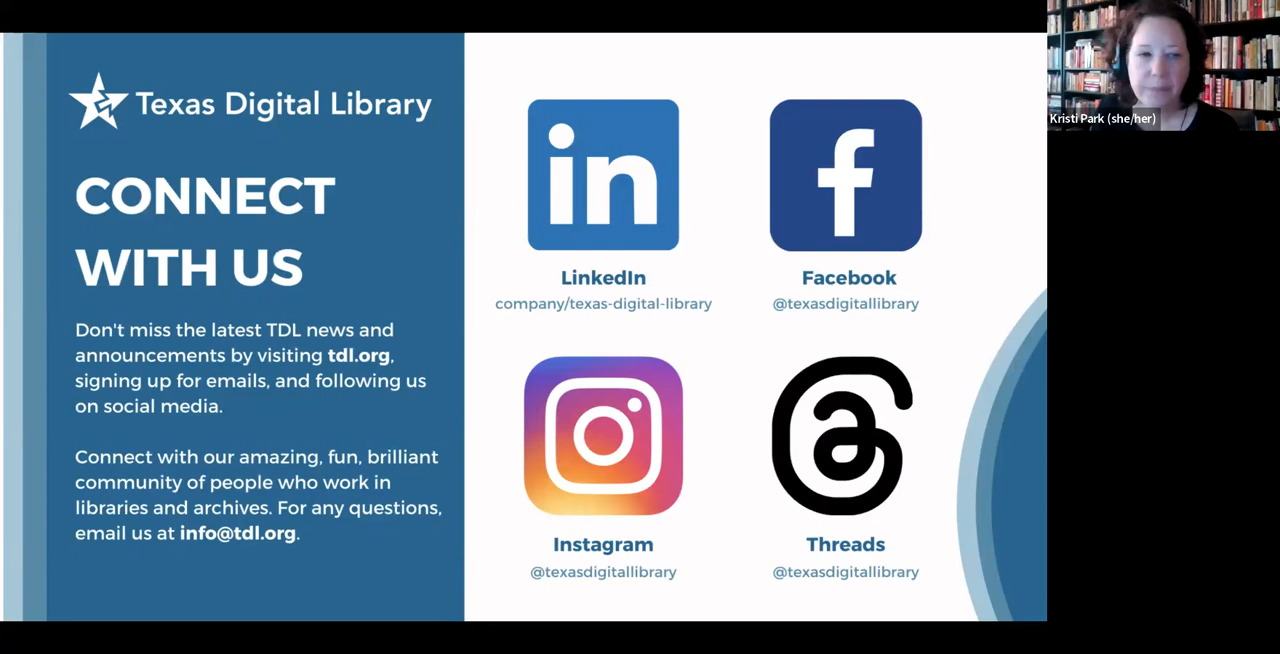 Texas Digital Library
CONNECT
WITH US
Don't miss the latest TDL news and
announcements by visiting tdl.org,
signing up for emails, and following us
on social media.
Connect with our amazing, fun, brilliant
community of people who work in
libraries and archives. For any questions,
email us at info@tdl.org.
in
LinkedIn
company/texas-digital-library
f
Facebook
@texasdigitallibrary
Instagram
@texasdigitallibrary
Threads
@texasdigitallibrary
Kristi Park (she/her)